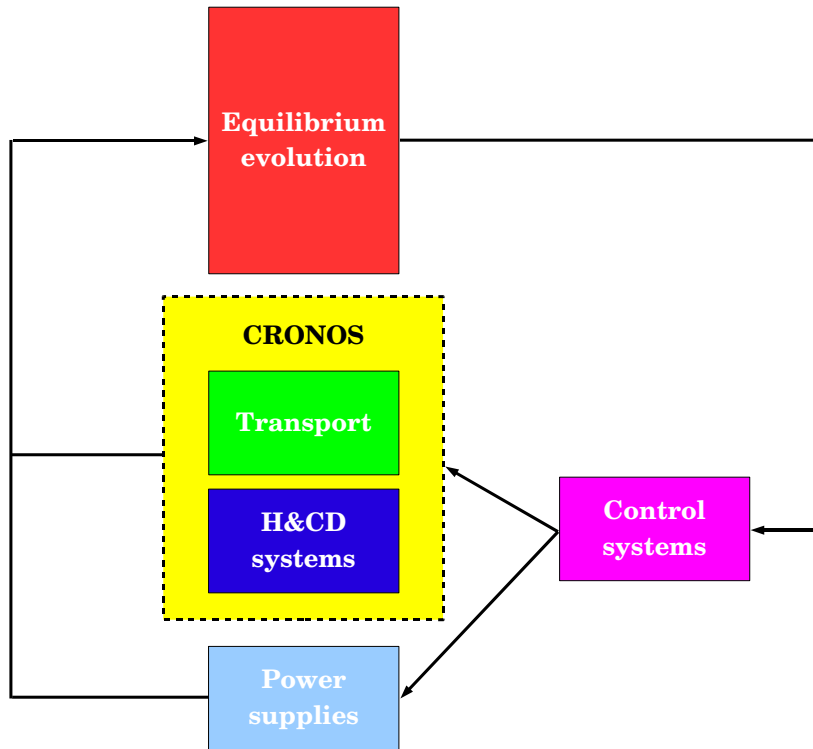 Equilibrium
evolution
CRONOS
Transport
H&CD
systems
Control
systems
Power
supplies